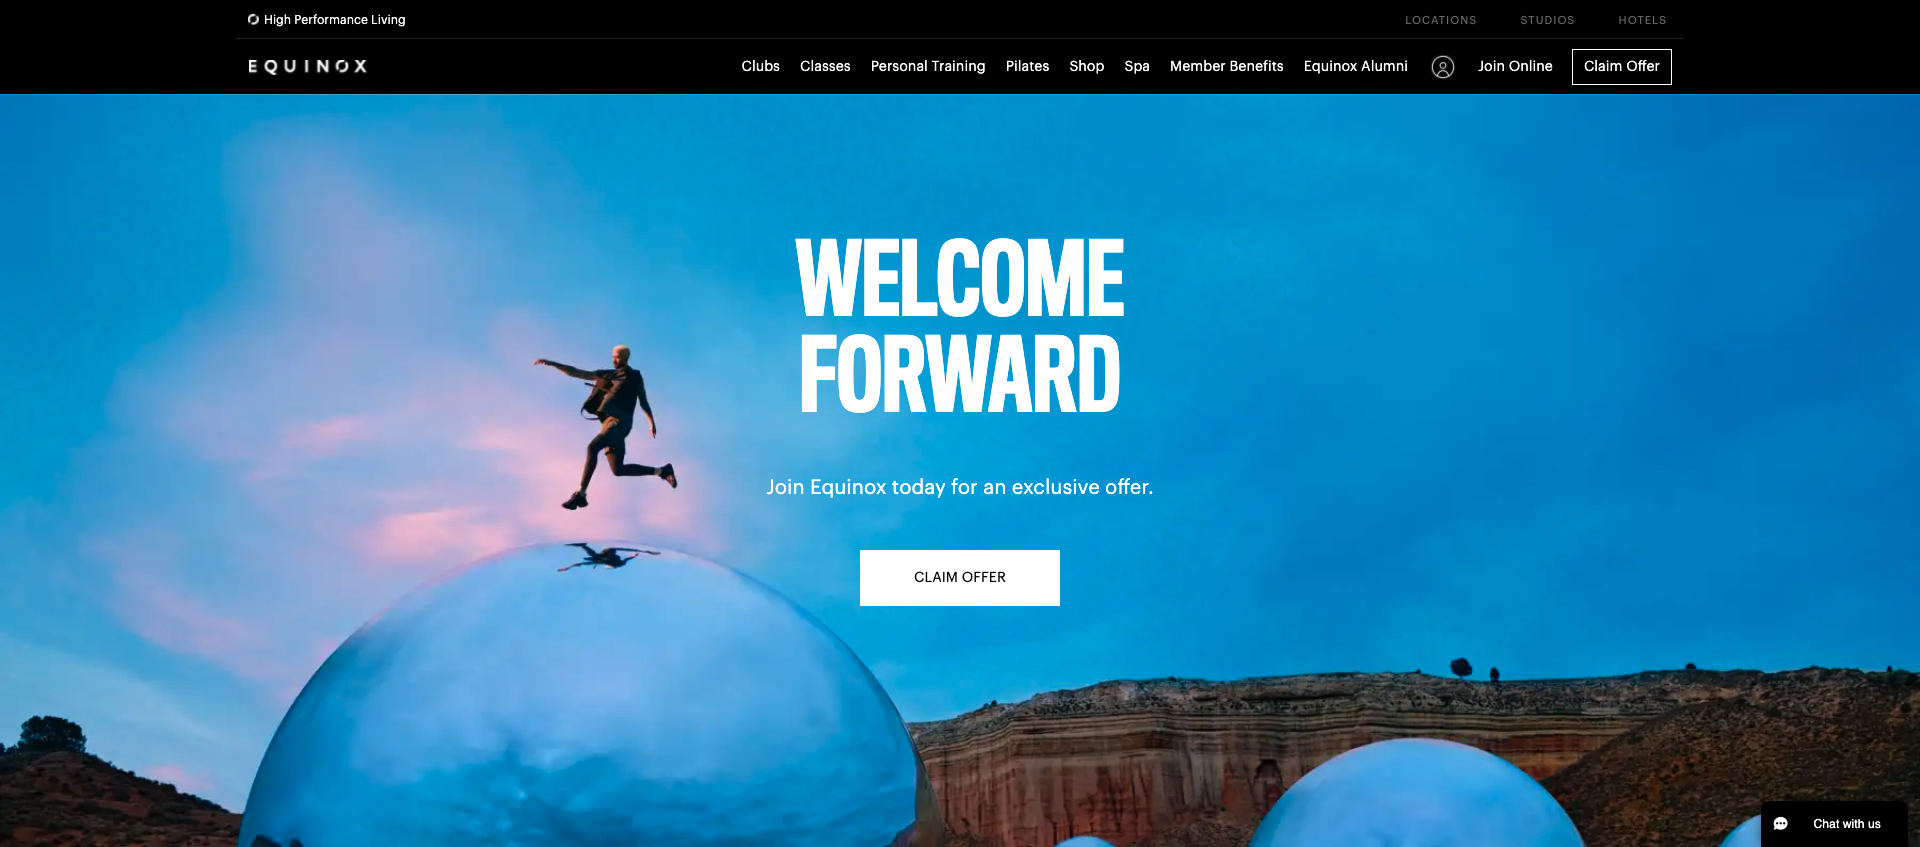 High Performance Living
LOCATIONS STUDIOS HOTELS
EQUINOX
Clubs Classes Personal Training Pilates Shop Spa Member Benefits Equinox Alumni Join Online Claim Offer
WELCOME
FORWARD
Join Equinox today for an exclusive offer.
CLAIM OFFER
Chat with us